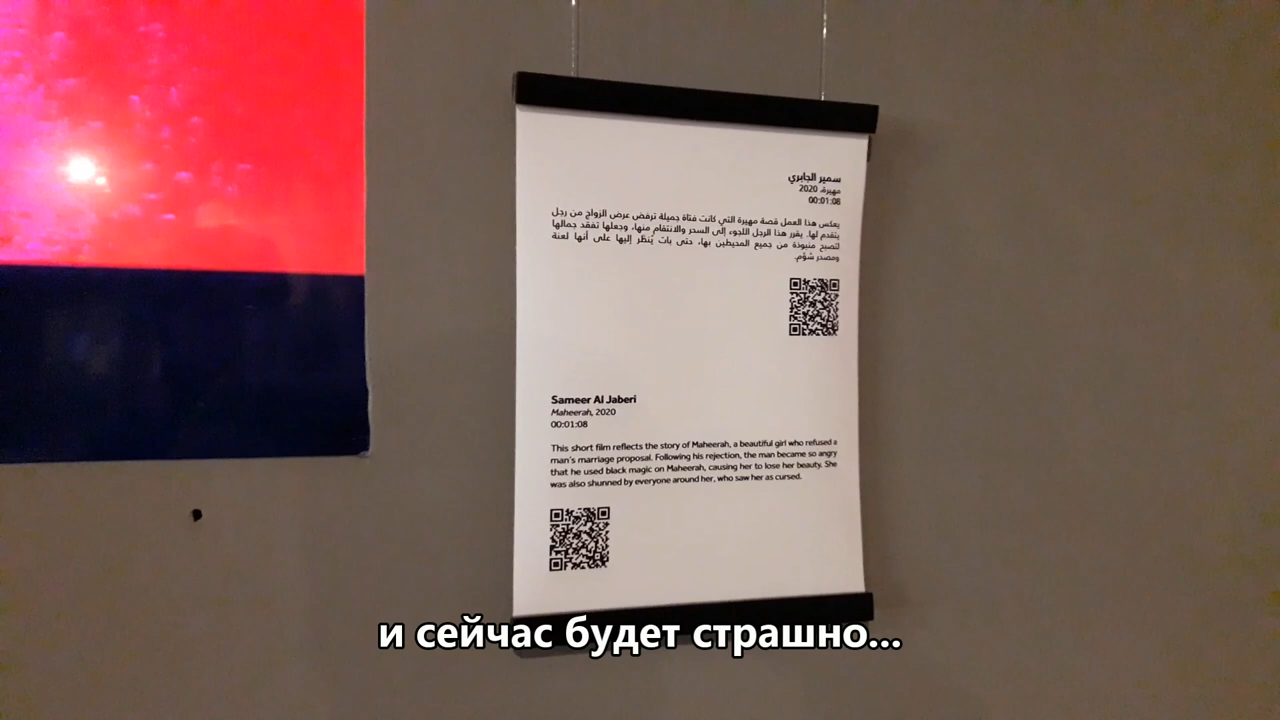 سمير الجابري
مهيرة، 2020
00:01:08
يعكس هذا العمل قصة مهيرة التي كانت فتاة جميلة ترفض عرض الزواج من رجل
يتقدم لها. يقرر هذا الرجل اللجوء إلى السحر والانتقام منها، وجعلها تفقد جمالها
لتصبح منبوذة من جميع المحيطين بها، حتى بات يُنظر إليها على أنها لعنة
ومصدر شؤم.
Sameer Al Jaberi
Maheerah, 2020
00:01:08
This short film reflects the story of Maheerah, a beautiful girl who refused a
man's marriage proposal. Following his rejection, the man became so angry
that he used black magic on Maheerah, causing her to lose her beauty. She
was also shunned by everyone around her, who saw her as cursed.
и сейчас будет страшно...